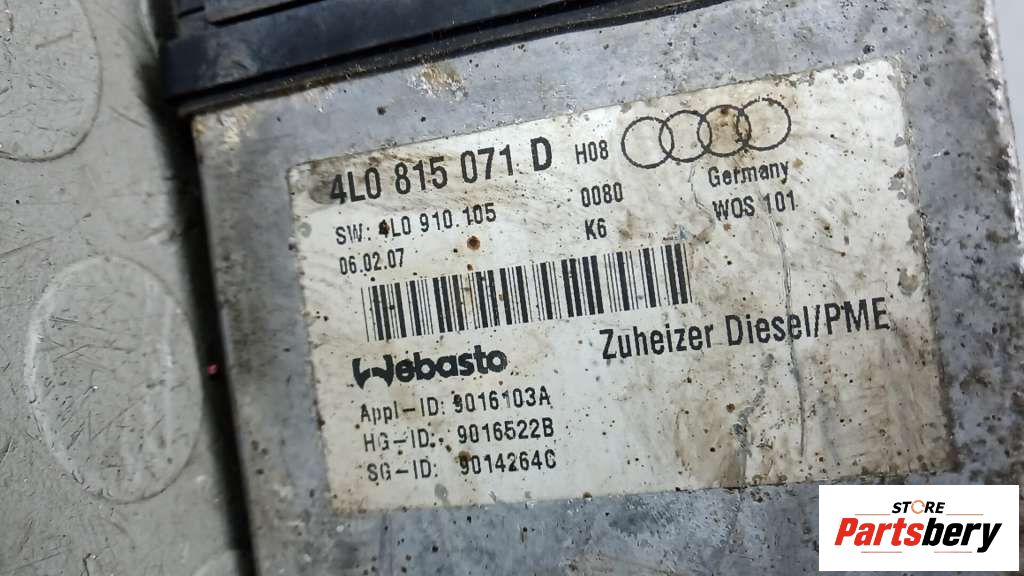 4L0 815 071 D H08
SW: 4L0 910 105 0080 Germany
06.02.07 K6 WOS 101
Webasto Zuheizer Diesel/PME
Appl-ID: 9016103A
HG-ID: 9016522B
SG-ID: 9014264C
STORE
Partsbery